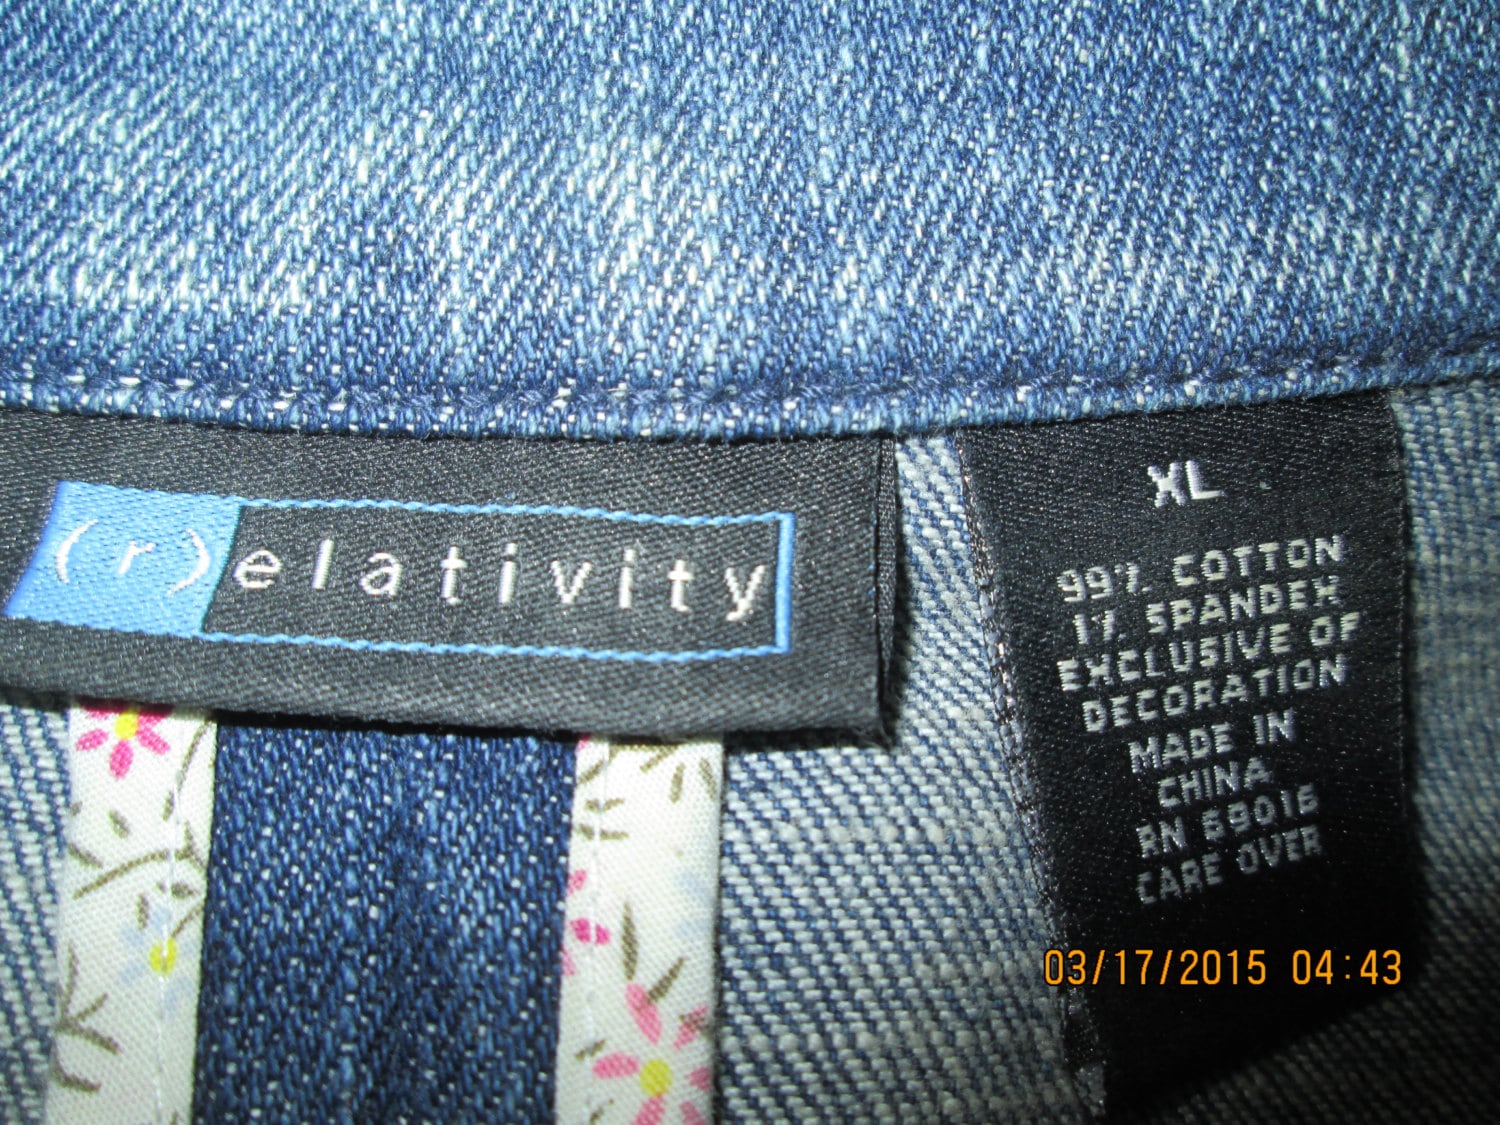 (r)elativity
XL
99% COTTON
1% SPANDEX
EXCLUSIVE OF
DECORATION
MADE IN
CHINA
RN 69016
CARE OVER
03/17/2015 04:43